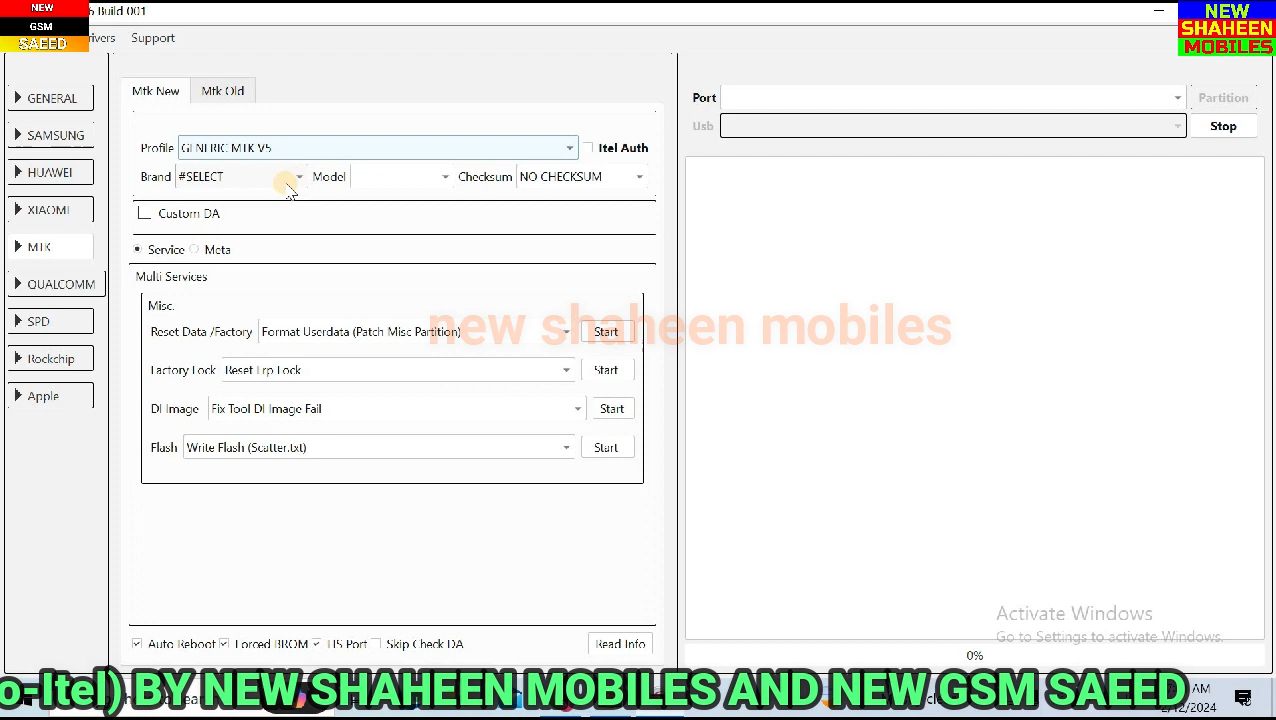 NEW
GSM
SAEED
Build 001
NEW
SHAHEEN
MOBILES
Support
Mtk New
Mtk Old
GENERAL
SAMSUNG
HUAWEI
XIAOMI
MTK
QUALCOMM
SPD
Rockchip
Apple
Profile GENERIC MTK V5
Itel Auth
Brand #SELECT
Model
Checksum NO CHECKSUM
Custom DA
Service
Meta
Multi Services
Misc.
Reset Data /Factory Format Userdata (Patch Misc Partition) Start
Factory Lock Reset Frp Lock Start
DI Image Fix Tool DI Image Fail Start
Flash Write Flash (Scatter.txt) Start
Auto Reboot
Forced BROM
Skip Check DA
Read Info
Port
Partition
Usb
Stop
new shaheen mobiles
Activate Windows
Go to Settings to activate Windows.
0%
o-Itel) BY NEW SHAHEEN MOBILES AND NEW GSM SAEED
AM
2/12/2024